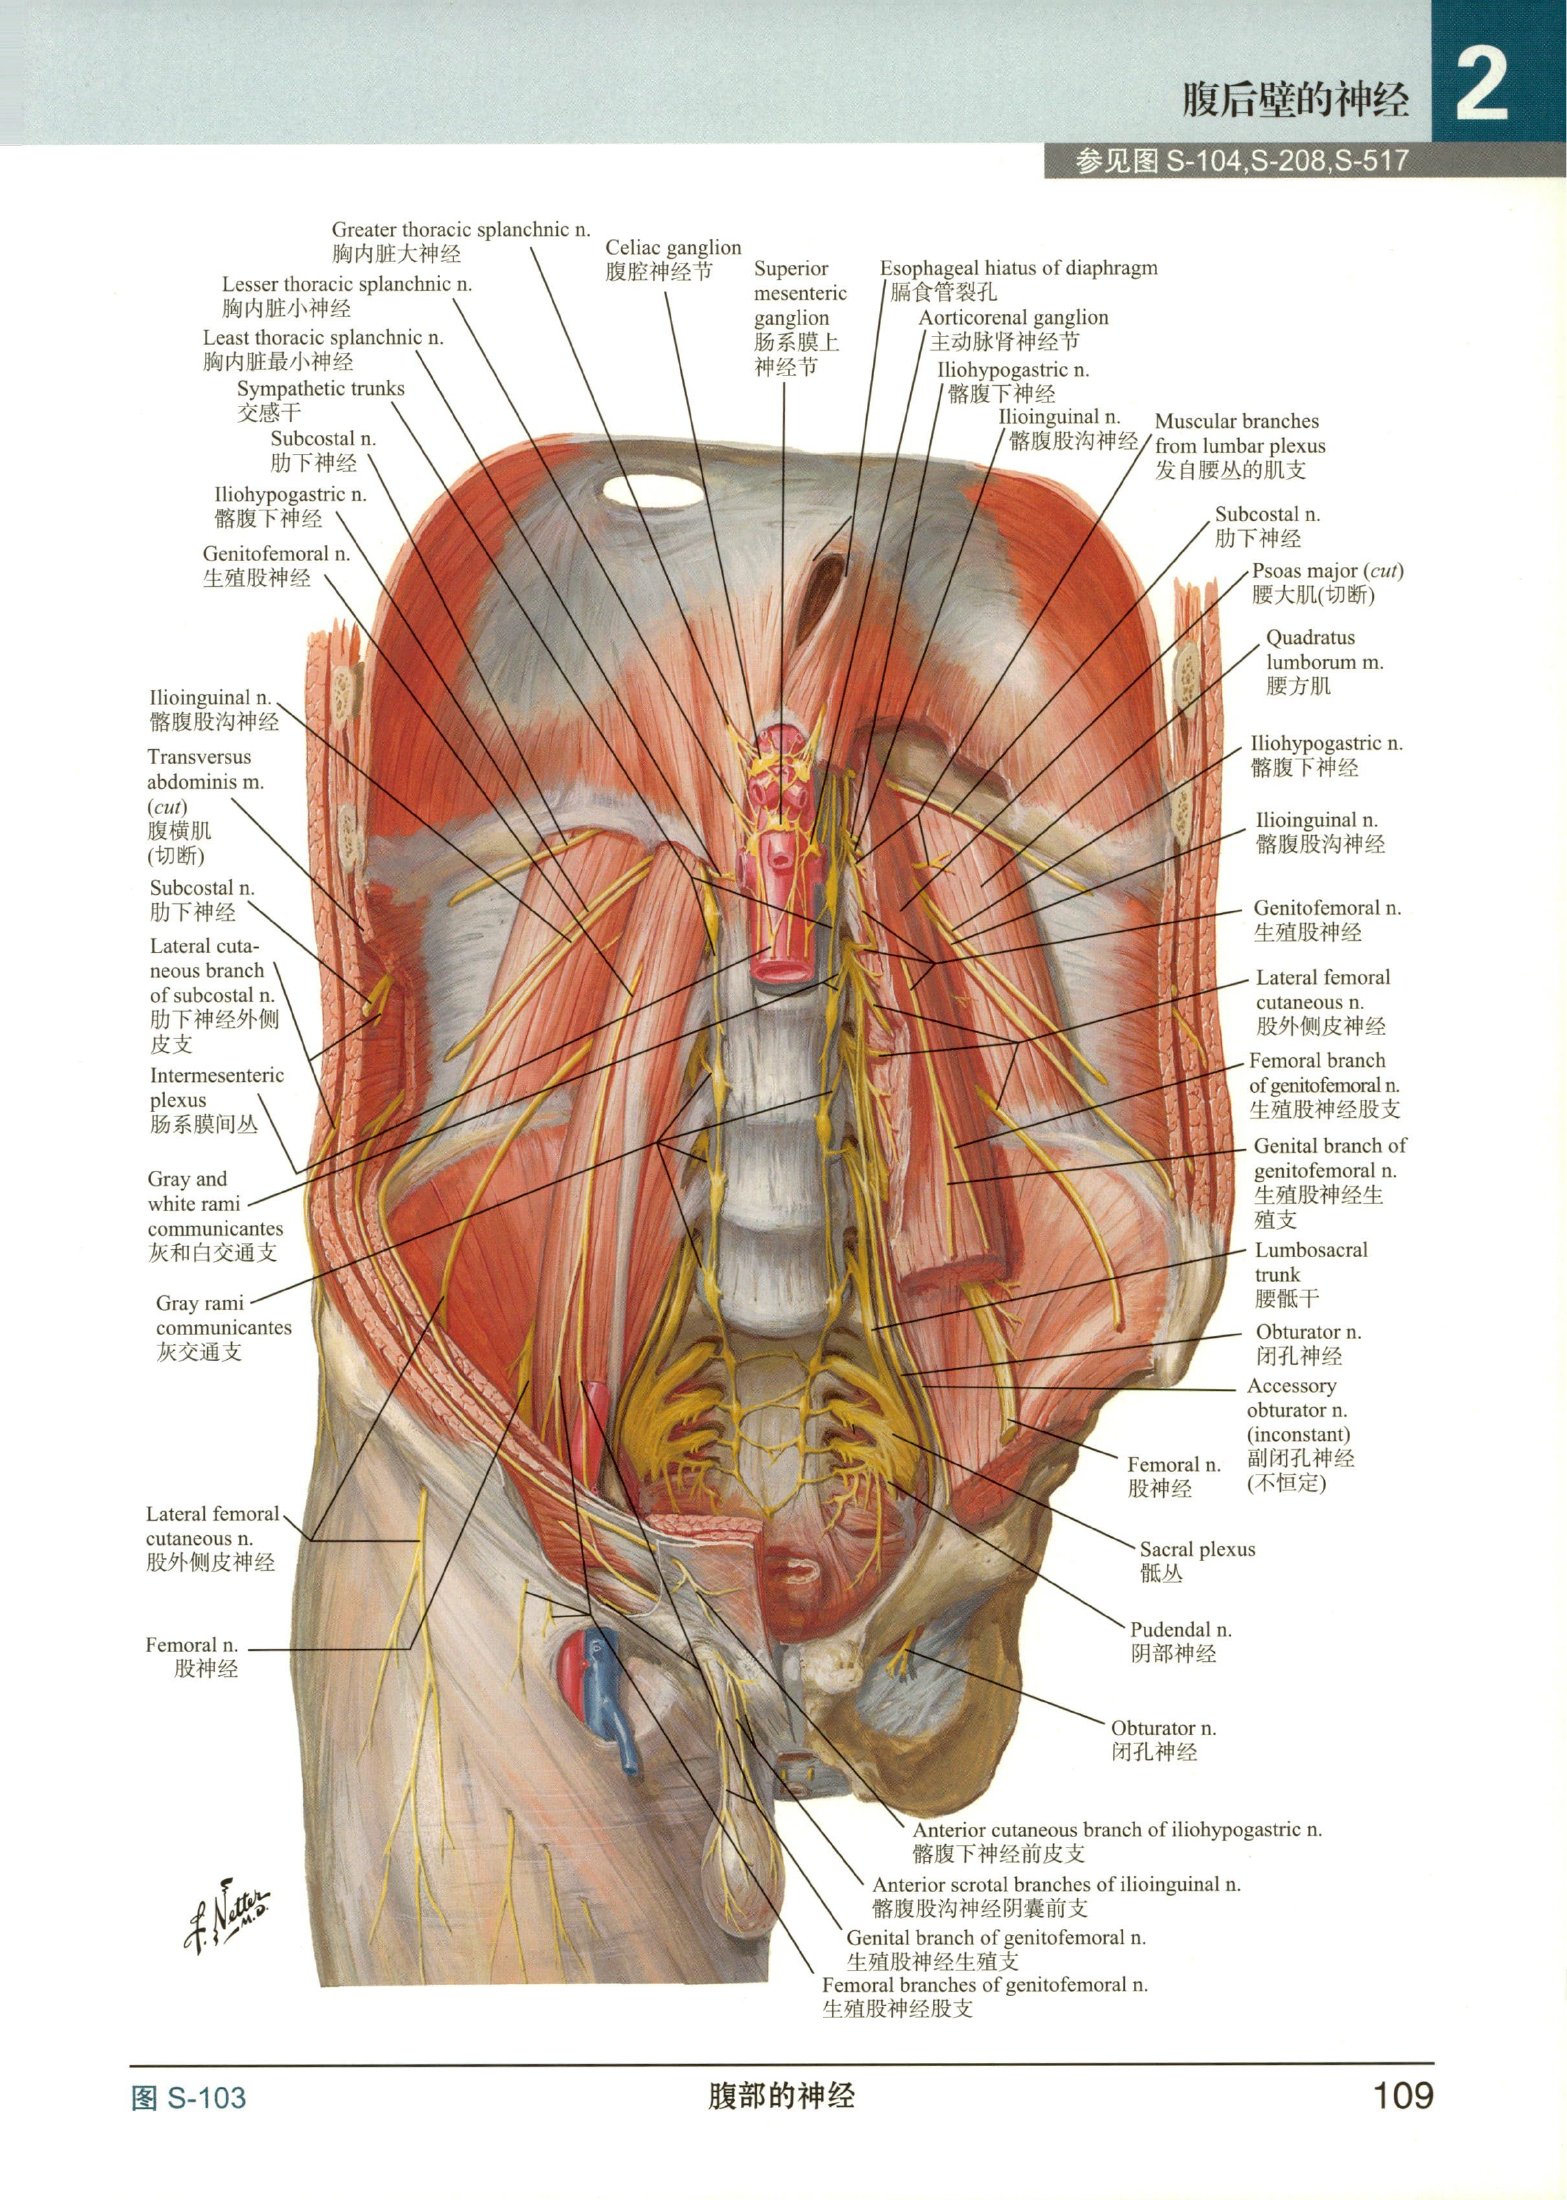 腹后壁的神经
2
参见图 S-104,S-208,S-517
Greater thoracic splanchnic n.
胸内脏大神经
Lesser thoracic splanchnic n.
胸内脏小神经
Least thoracic splanchnic n.
胸内脏最小神经
Sympathetic trunks
交感干
Subcostal n.
肋下神经
Iliohypogastric n.
髂腹下神经
Genitofemoral n.
生殖股神经
Celiac ganglion
腹腔神经节
Superior
mesenteric
ganglion
肠系膜上
神经节
Esophageal hiatus of diaphragm
膈食管裂孔
Aorticorenal ganglion
主动脉肾神经节
Iliohypogastric n.
髂腹下神经
Ilioinguinal n.
髂腹股沟神经
Muscular branches
from lumbar plexus
发自腰丛的肌支
Subcostal n.
肋下神经
Psoas major (cut)
腰大肌(切断)
Quadratus
lumborum m.
腰方肌
Iliohypogastric n.
髂腹下神经
Ilioinguinal n.
髂腹股沟神经
Genitofemoral n.
生殖股神经
Lateral femoral
cutaneous n.
股外侧皮神经
Femoral branch
of genitofemoral n.
生殖股神经股支
Genital branch of
genitofemoral n.
生殖股神经生
殖支
Lumbosacral
trunk
腰骶干
Obturator n.
闭孔神经
Accessory
obturator n.
(inconstant)
副闭孔神经
(不恒定)
Femoral n.
股神经
Sacral plexus
骶丛
Pudendal n.
阴部神经
Obturator n.
闭孔神经
Ilioinguinal n.
髂腹股沟神经
Transversus
abdominis m.
(cut)
腹横肌
(切断)
Subcostal n.
肋下神经
Lateral cuta-
neous branch
of subcostal n.
肋下神经外侧
皮支
Intermesenteric
plexus
肠系膜间丛
Gray and
white rami
communicantes
灰和白交通支
Gray rami
communicantes
灰交通支
Lateral femoral
cutaneous n.
股外侧皮神经
Femoral n.
股神经
Anterior cutaneous branch of iliohypogastric n.
髂腹下神经前皮支
Anterior scrotal branches of ilioinguinal n.
髂腹股沟神经阴囊前支
Genital branch of genitofemoral n.
生殖股神经生殖支
Femoral branches of genitofemoral n.
生殖股神经股支
F. Netter
M.D.
图 S-103
腹部的神经
109